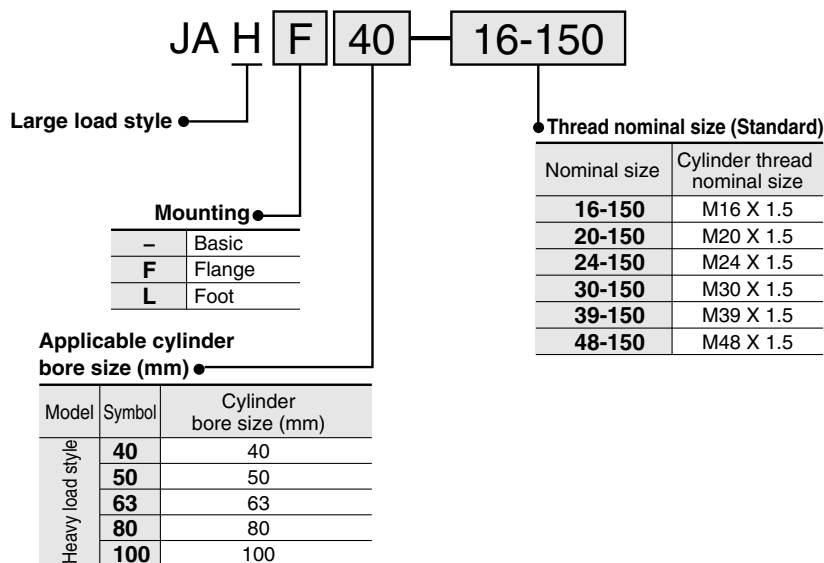 JA H F 40 16-150
Large load style
Mounting
– Basic
F Flange
L Foot
Applicable cylinder
bore size (mm)
Model Symbol Cylinder
bore size (mm)
Heavy load style
40 40
50 50
63 63
80 80
100 100
Thread nominal size (Standard)
Nominal size Cylinder thread
nominal size
16-150 M16 X 1.5
20-150 M20 X 1.5
24-150 M24 X 1.5
30-150 M30 X 1.5
39-150 M39 X 1.5
48-150 M48 X 1.5